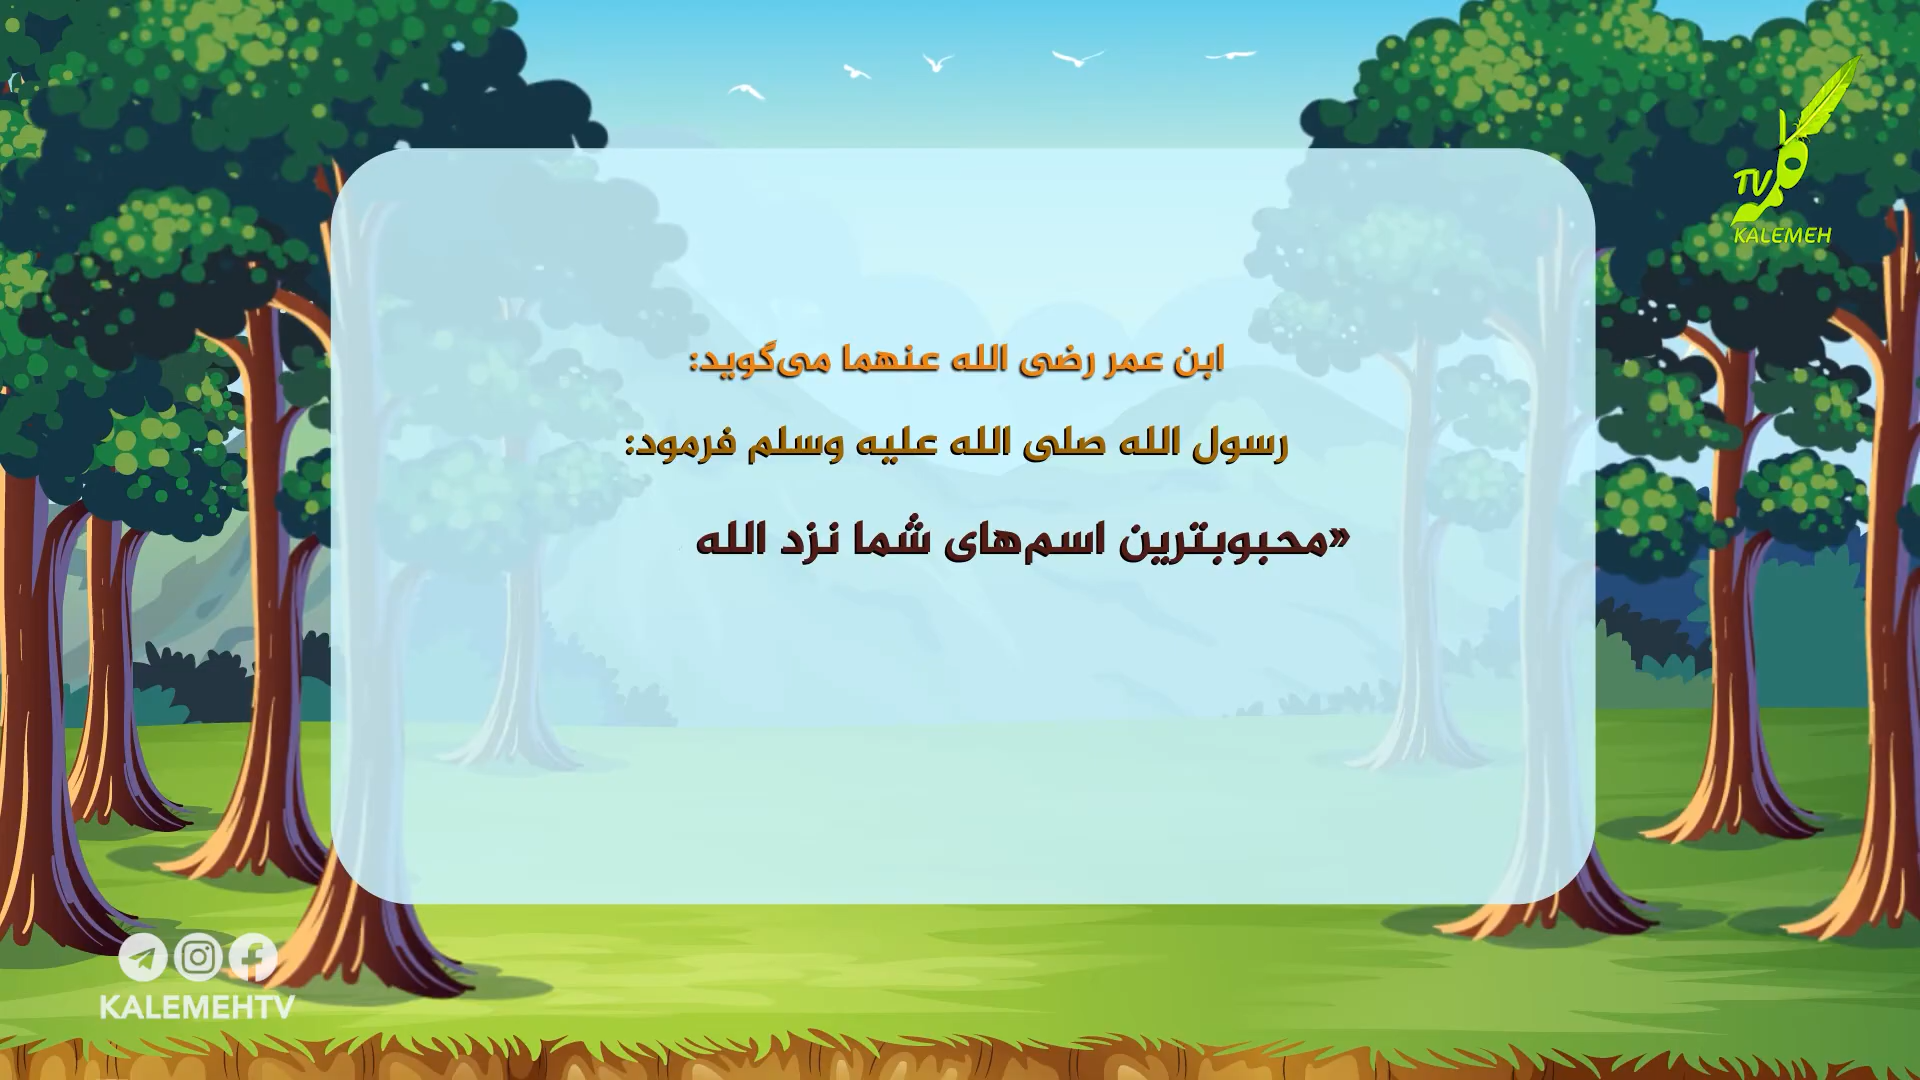 ابن عمر رضی الله عنهما می‌گوید:
رسول الله صلی الله علیه وسلم فرمود:
«محبوبترین اسم‌های شما نزد الله
TV
KALEMEH
KALEMEHTV